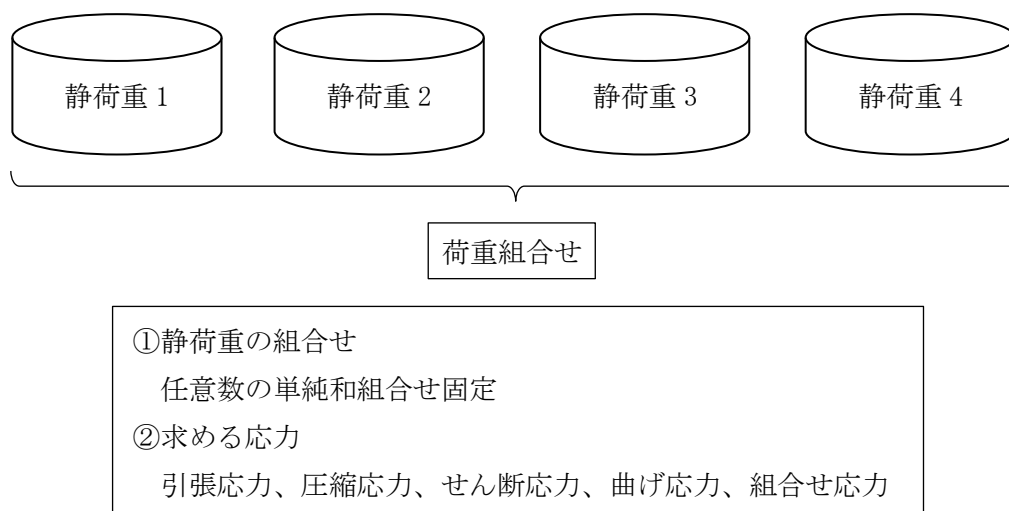 静荷重 1
静荷重 2
静荷重 3
静荷重 4
荷重組合せ
①静荷重の組合せ
任意数の単純和組合せ固定
②求める応力
引張応力、圧縮応力、せん断応力、曲げ応力、組合せ応力